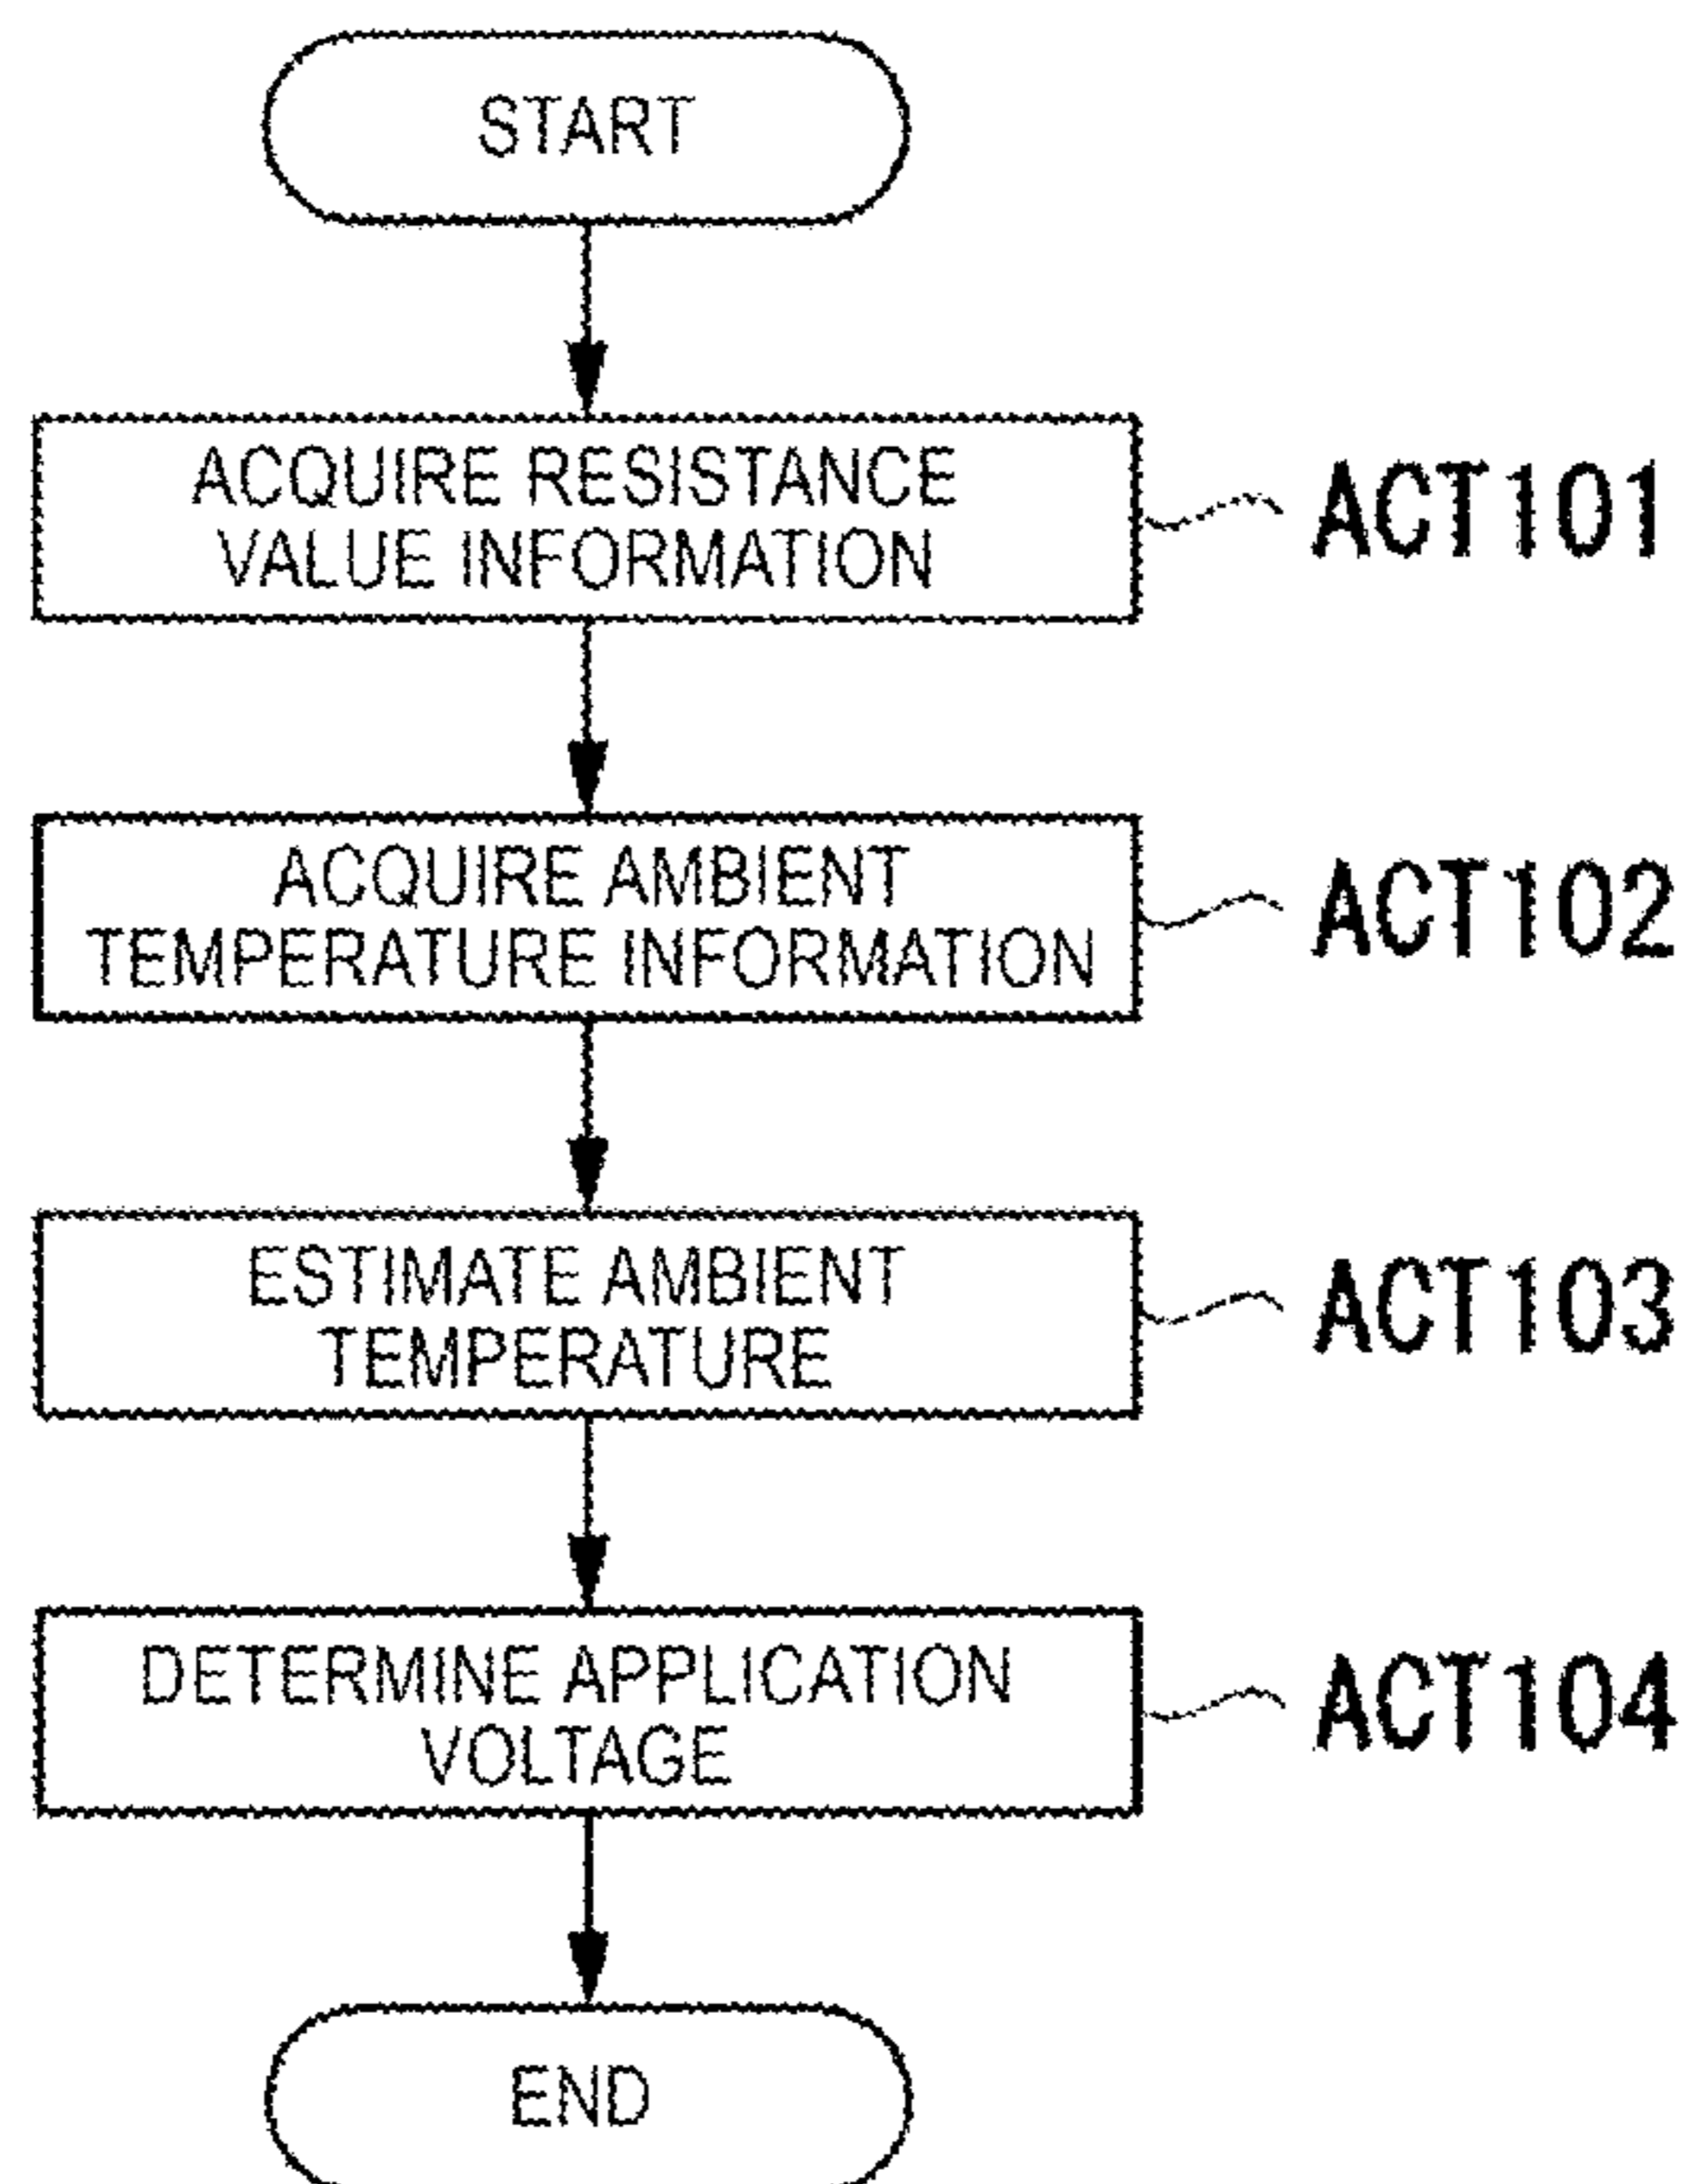 START
ACQUIRE RESISTANCE
VALUE INFORMATION
ACT101
ACQUIRE AMBIENT
TEMPERATURE INFORMATION
ACT102
ESTIMATE AMBIENT
TEMPERATURE
ACT103
DETERMINE APPLICATION
VOLTAGE
ACT104
END